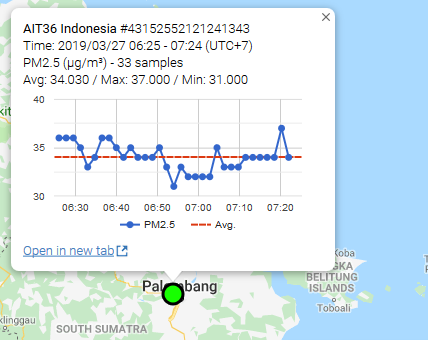 AIT36 Indonesia #43152552121241343
Time: 2019/03/27 06:25 - 07:24 (UTC+7)
PM2.5 (µg/m³) - 33 samples
Avg: 34.030 / Max: 37.000 / Min: 31.000
40
35
30
06:30 06:40 06:50 07:00 07:10 07:20
PM2.5 Avg.
Open in new tab
Koba
BELITUNG
ISLANDS
Toboali
SOUTH SUMATRA